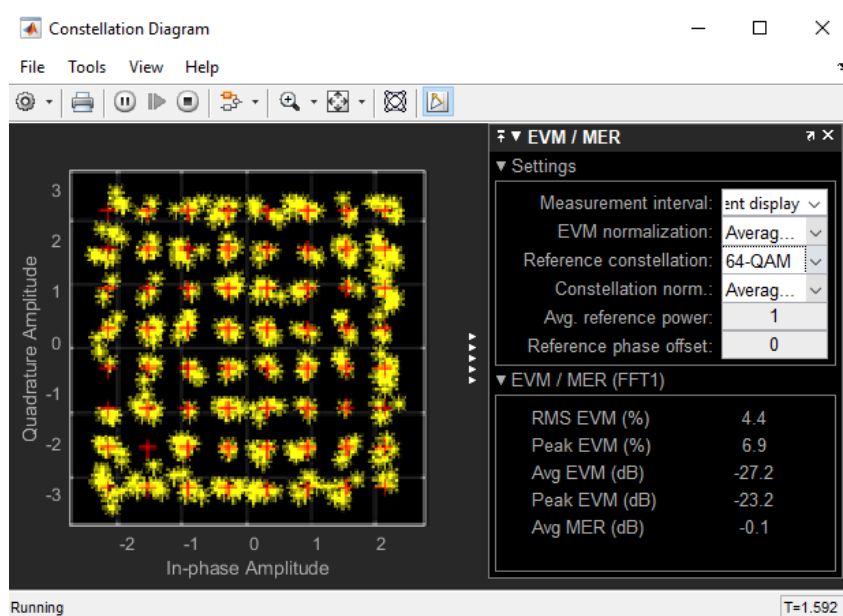 Constellation Diagram
File Tools View Help
EVM / MER
Settings
Measurement interval: ent display
EVM normalization: Averag...
Reference constellation: 64-QAM
Constellation norm.: Averag...
Avg. reference power: 1
Reference phase offset: 0
EVM / MER (FFT1)
RMS EVM (%) 4.4
Peak EVM (%) 6.9
Avg EVM (dB) -27.2
Peak EVM (dB) -23.2
Avg MER (dB) -0.1
Quadrature Amplitude
3
2
1
0
-1
-2
-3
-2 -1 0 1 2
In-phase Amplitude
Running T=1.592